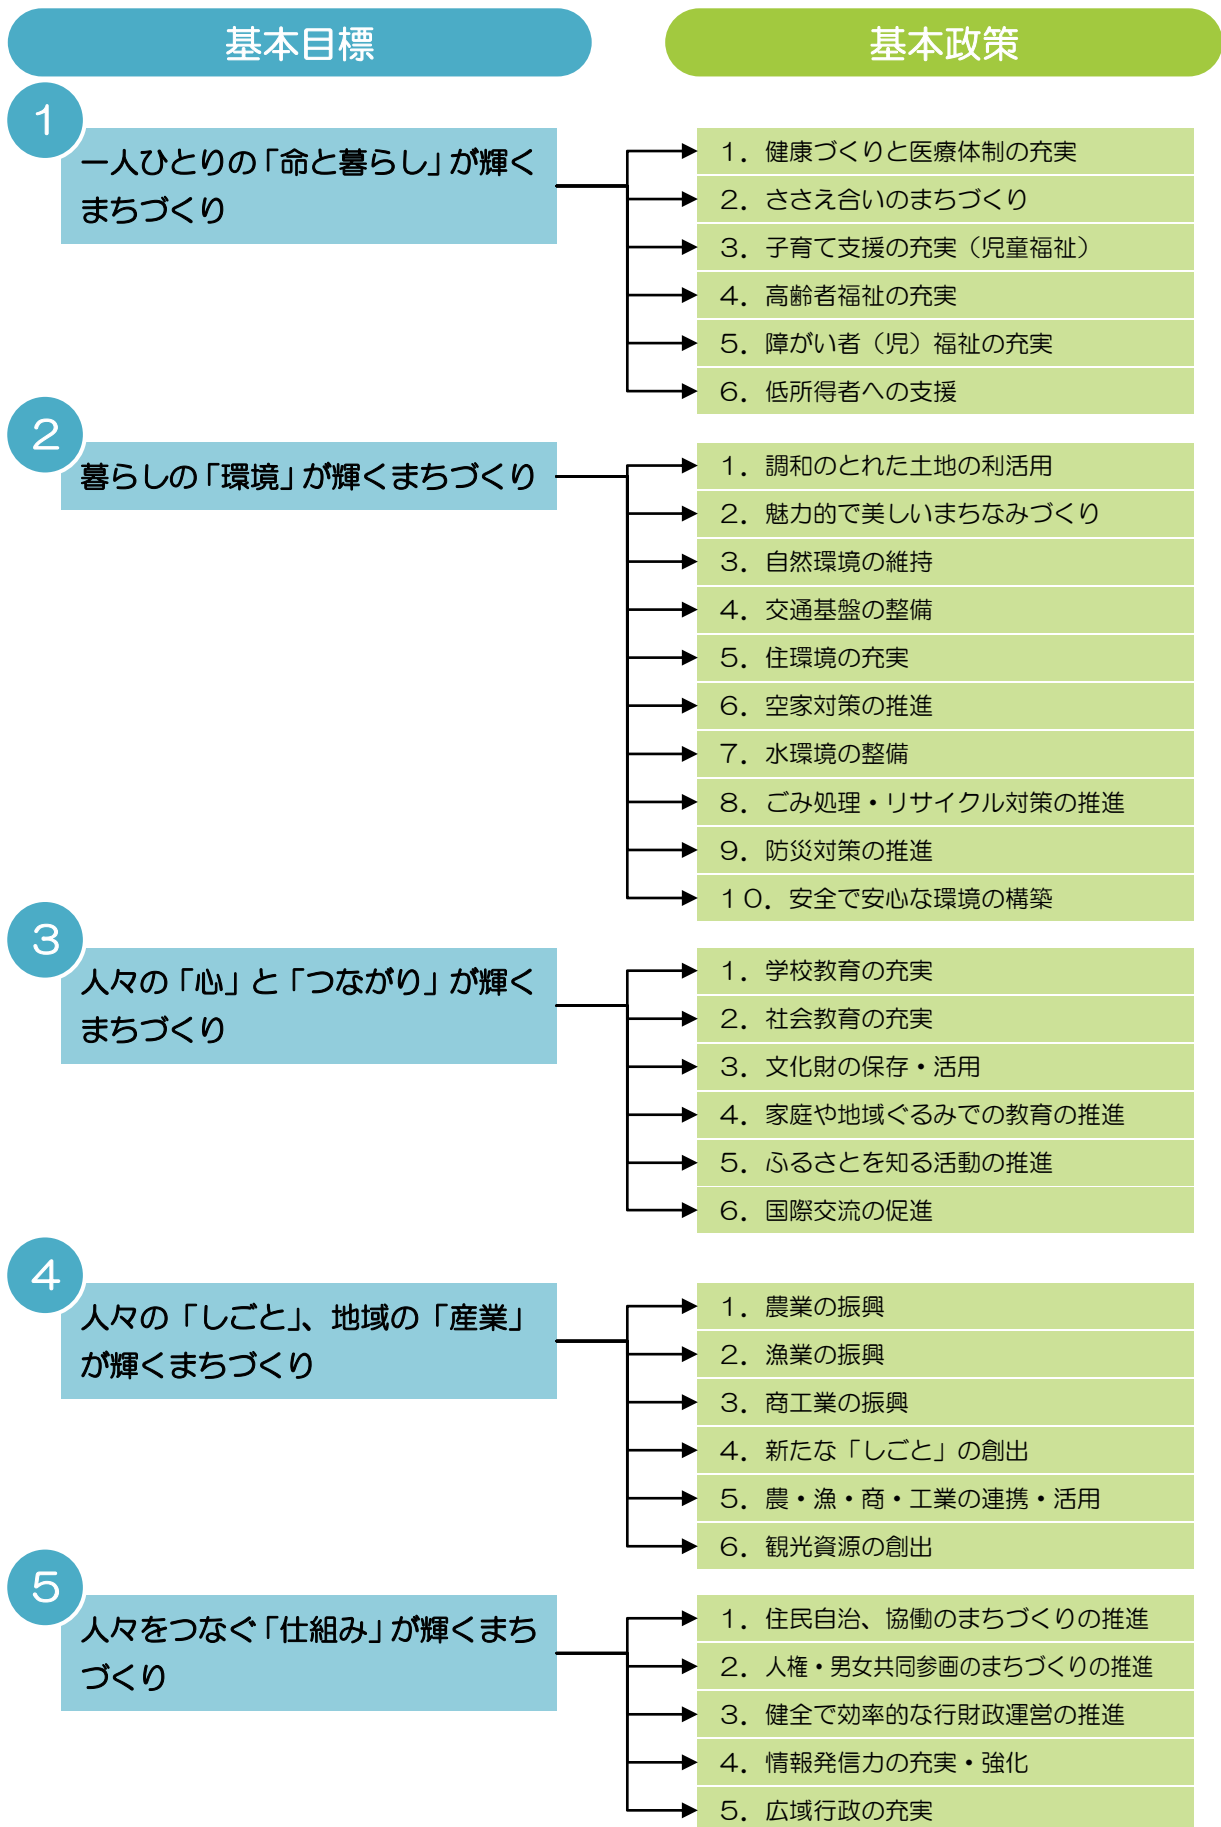 基本目標
基本政策
1
一人ひとりの「命と暮らし」が輝く
まちづくり
１．健康づくりと医療体制の充実
２．ささえ合いのまちづくり
３．子育て支援の充実（児童福祉）
４．高齢者福祉の充実
５．障がい者（児）福祉の充実
６．低所得者への支援
2
暮らしの「環境」が輝くまちづくり
１．調和のとれた土地の利活用
２．魅力的で美しいまちなみづくり
３．自然環境の維持
４．交通基盤の整備
５．住環境の充実
６．空家対策の推進
７．水環境の整備
８．ごみ処理・リサイクル対策の推進
９．防災対策の推進
１０．安全で安心な環境の構築
3
人々の「心」と「つながり」が輝く
まちづくり
１．学校教育の充実
２．社会教育の充実
３．文化財の保存・活用
４．家庭や地域ぐるみでの教育の推進
５．ふるさとを知る活動の推進
６．国際交流の促進
4
人々の「しごと」、地域の「産業」
が輝くまちづくり
１．農業の振興
２．漁業の振興
３．商工業の振興
４．新たな「しごと」の創出
５．農・漁・商・工業の連携・活用
６．観光資源の創出
5
人々をつなぐ「仕組み」が輝くまち
づくり
１．住民自治、協働のまちづくりの推進
２．人権・男女共同参画のまちづくりの推進
３．健全で効率的な行財政運営の推進
４．情報発信力の充実・強化
５．広域行政の充実